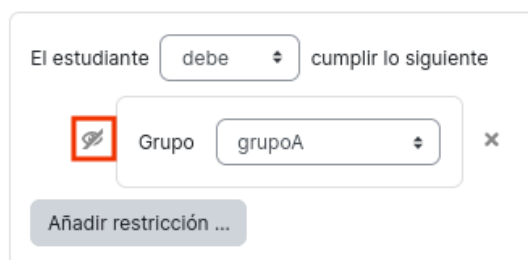 El estudiante debe cumplir lo siguiente
Grupo grupoA
Añadir restricción ...